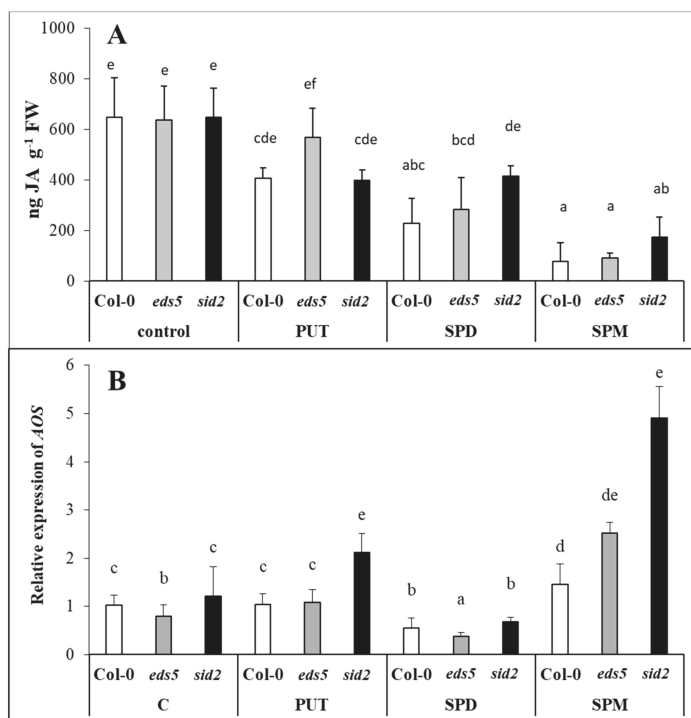 A
1000
800
600
400
200
0
ng JA g⁻¹ FW
e e e
cde ef cde
abc bcd de
a a ab
Col-0 eds5 sid2 Col-0 eds5 sid2 Col-0 eds5 sid2 Col-0 eds5 sid2
control PUT SPD SPM
B
6
5
4
3
2
1
0
Relative expression of AOS
c b c
c c e
b a b
d de e
Col-0 eds5 sid2 Col-0 eds5 sid2 Col-0 eds5 sid2 Col-0 eds5 sid2
C PUT SPD SPM